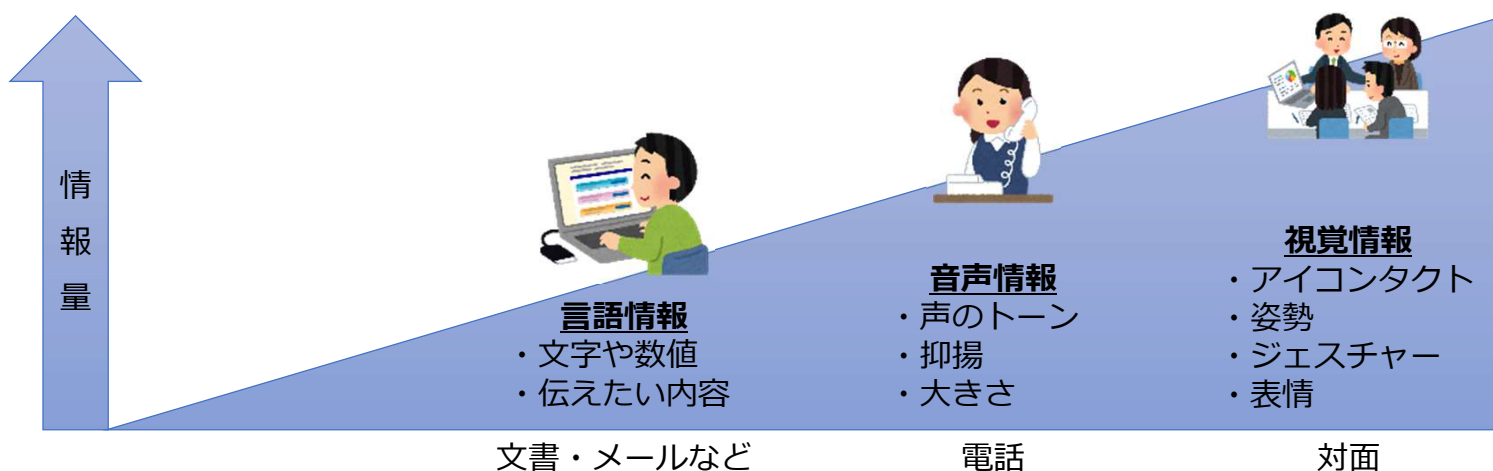 情報量
言語情報
・文字や数値
・伝えたい内容
音声情報
・声のトーン
・抑揚
・大きさ
視覚情報
・アイコンタクト
・姿勢
・ジェスチャー
・表情
文書・メールなど
電話
対面